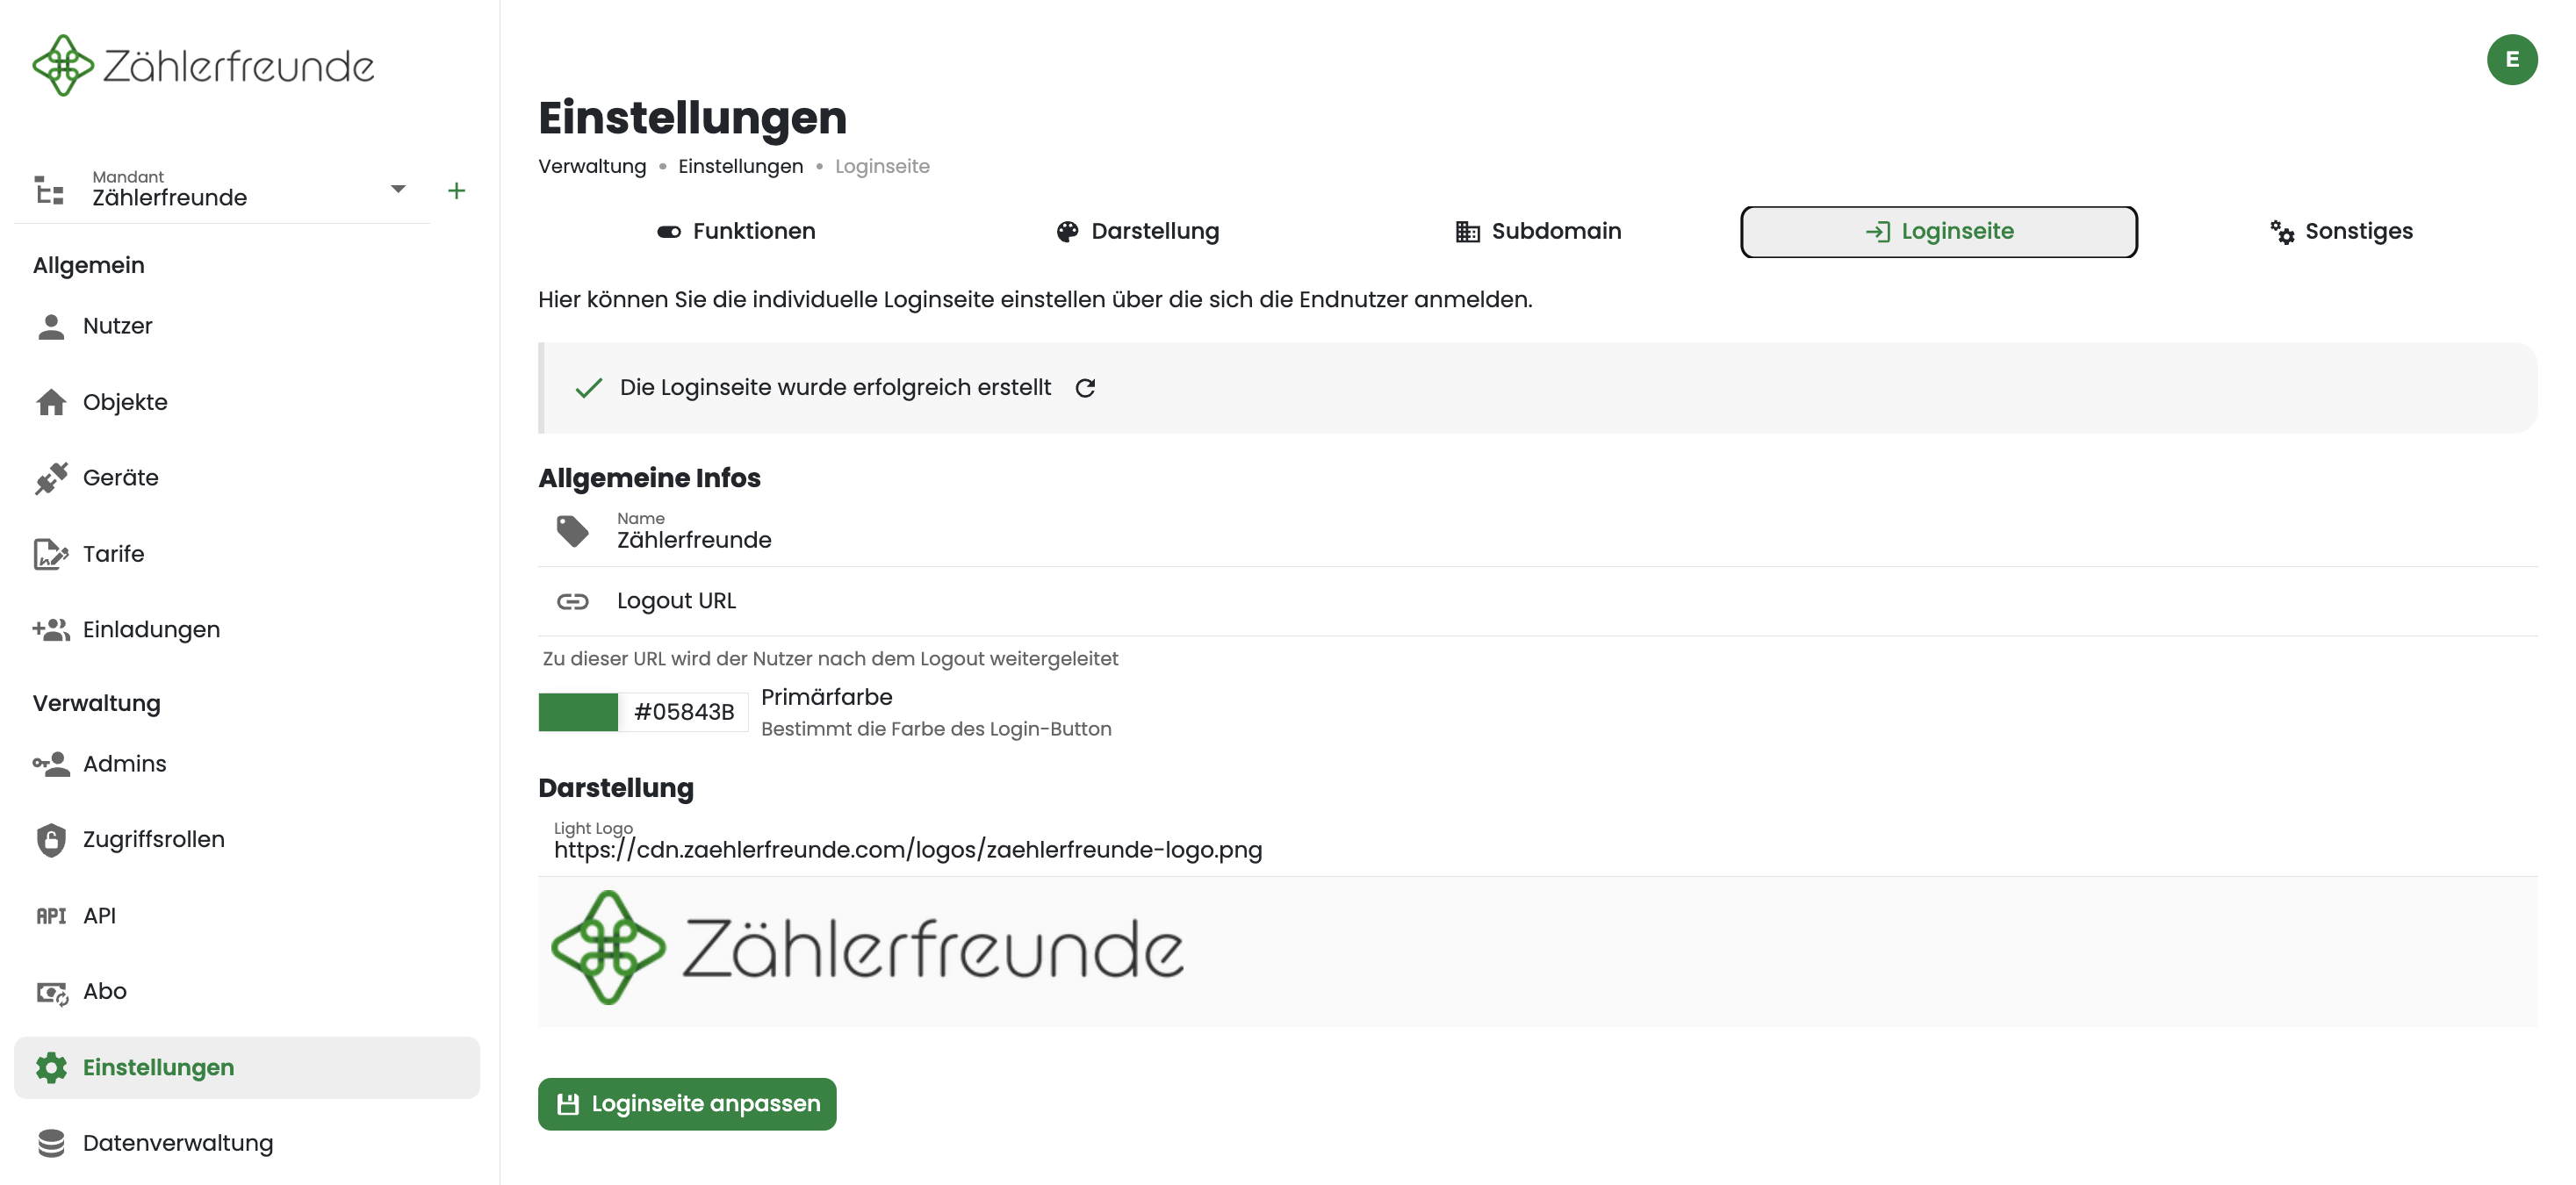 Zählerfreunde
Mandant
Zählerfreunde
Allgemein
Nutzer
Objekte
Geräte
Tarife
Einladungen
Verwaltung
Admins
Zugriffsrollen
API API
Abo
Einstellungen
Datenverwaltung
E
Einstellungen
Verwaltung • Einstellungen • Loginseite
Funktionen Darstellung Subdomain Loginseite Sonstiges
Hier können Sie die individuelle Loginseite einstellen über die sich die Endnutzer anmelden.
Die Loginseite wurde erfolgreich erstellt
Allgemeine Infos
Name
Zählerfreunde
Logout URL
Zu dieser URL wird der Nutzer nach dem Logout weitergeleitet
#05843B
Primärfarbe
Bestimmt die Farbe des Login-Button
Darstellung
Light Logo
https://cdn.zaehlerfreunde.com/logos/zaehlerfreunde-logo.png
Zählerfreunde
Loginseite anpassen